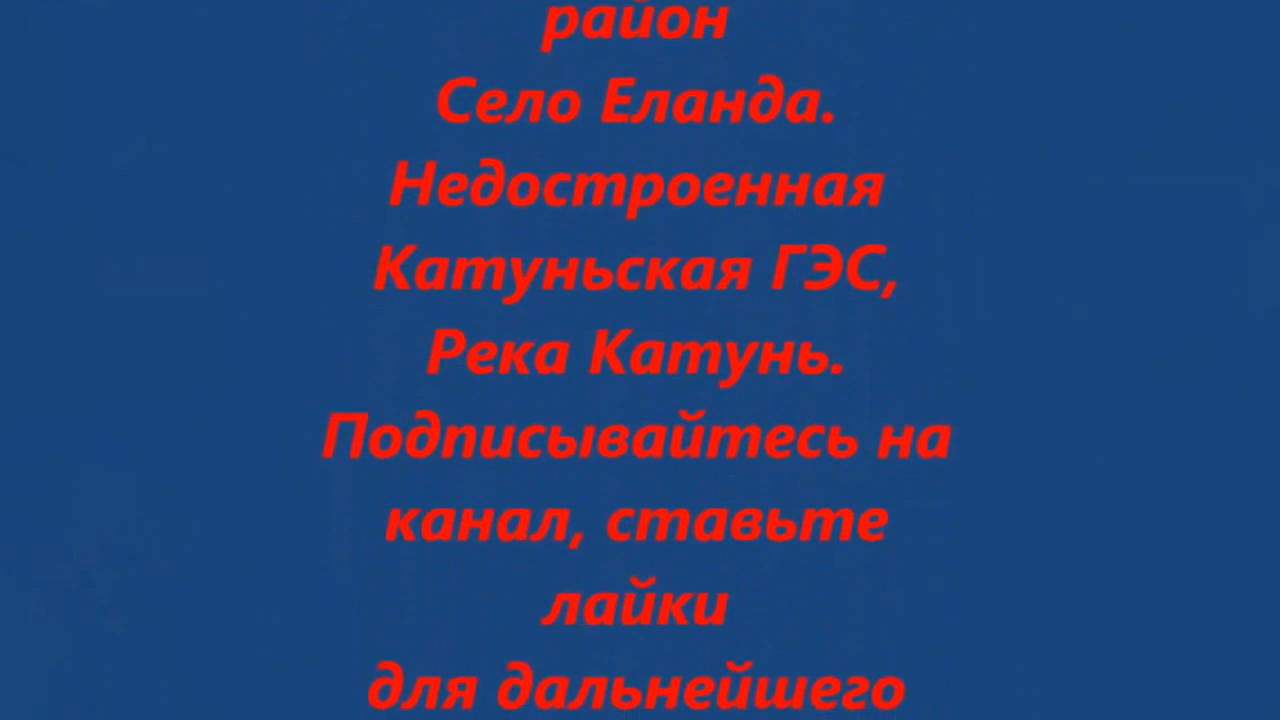 район
Село Еланда.
Недостроенная
Катуньская ГЭС,
Река Катунь.
Подписывайтесь на
канал, ставьте
лайки
для дальнейшего